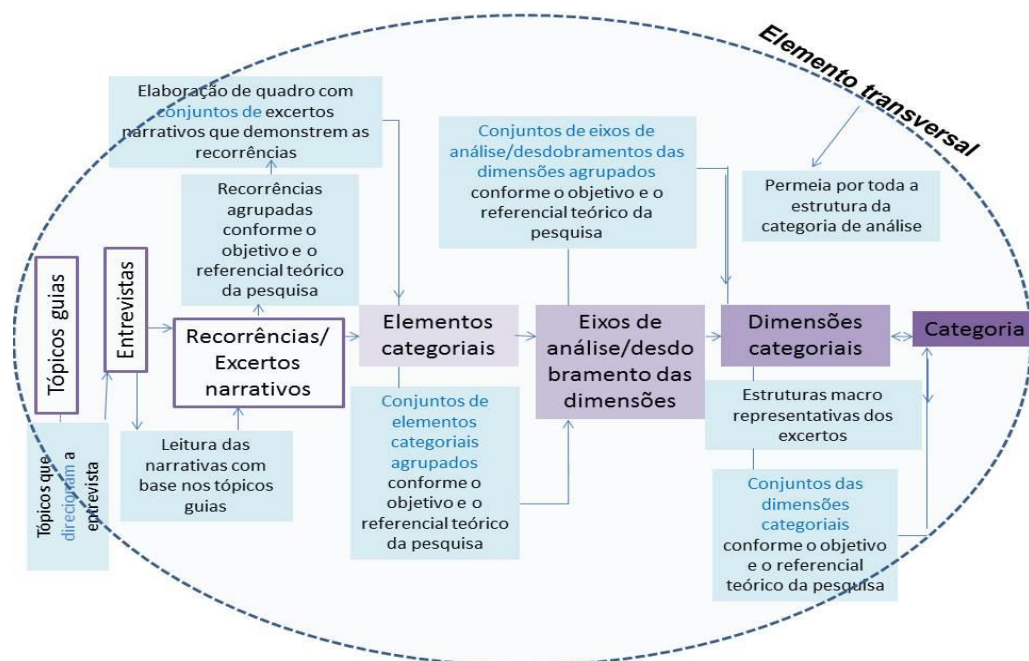 Elemento transversal
Elaboração de quadro com
conjuntos de excertos
narrativos que demonstrem as
recorrências
Conjuntos de eixos de
análise/desdobramentos das
dimensões agrupados
conforme o objetivo e o
referencial teórico da
pesquisa
Permeia por toda a
estrutura da
categoria de análise
Recorrências
agrupadas
conforme o
objetivo e o
referencial teórico
da pesquisa
Tópicos guias
Entrevistas
Recorrências/
Excertos
narrativos
Elementos
categoriais
Eixos de
análise/desdo
bramento das
dimensões
Dimensões
categoriais
Categoria
Tópicos que
direcionam a
entrevista
Leitura das
narrativas com
base nos tópicos
guias
Conjuntos de
elementos
categoriais
agrupados
conforme o
objetivo e o
referencial teórico
da pesquisa
Estruturas macro
representativas dos
excertos
Conjuntos das
dimensões
categoriais
conforme o objetivo
e o referencial
teórico da pesquisa